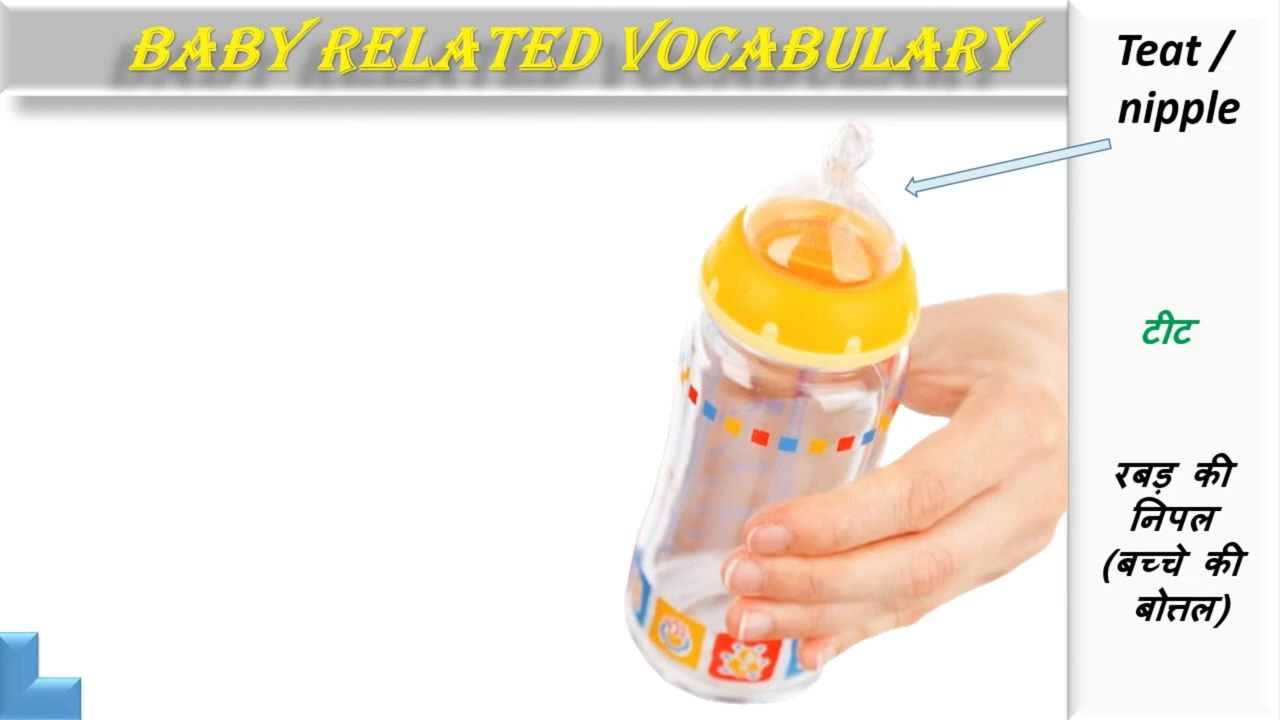 BABY RELATED VOCABULARY
Teat /
nipple
टीट
रबड़ की
निपल
(बच्चे की
बोत्तल)